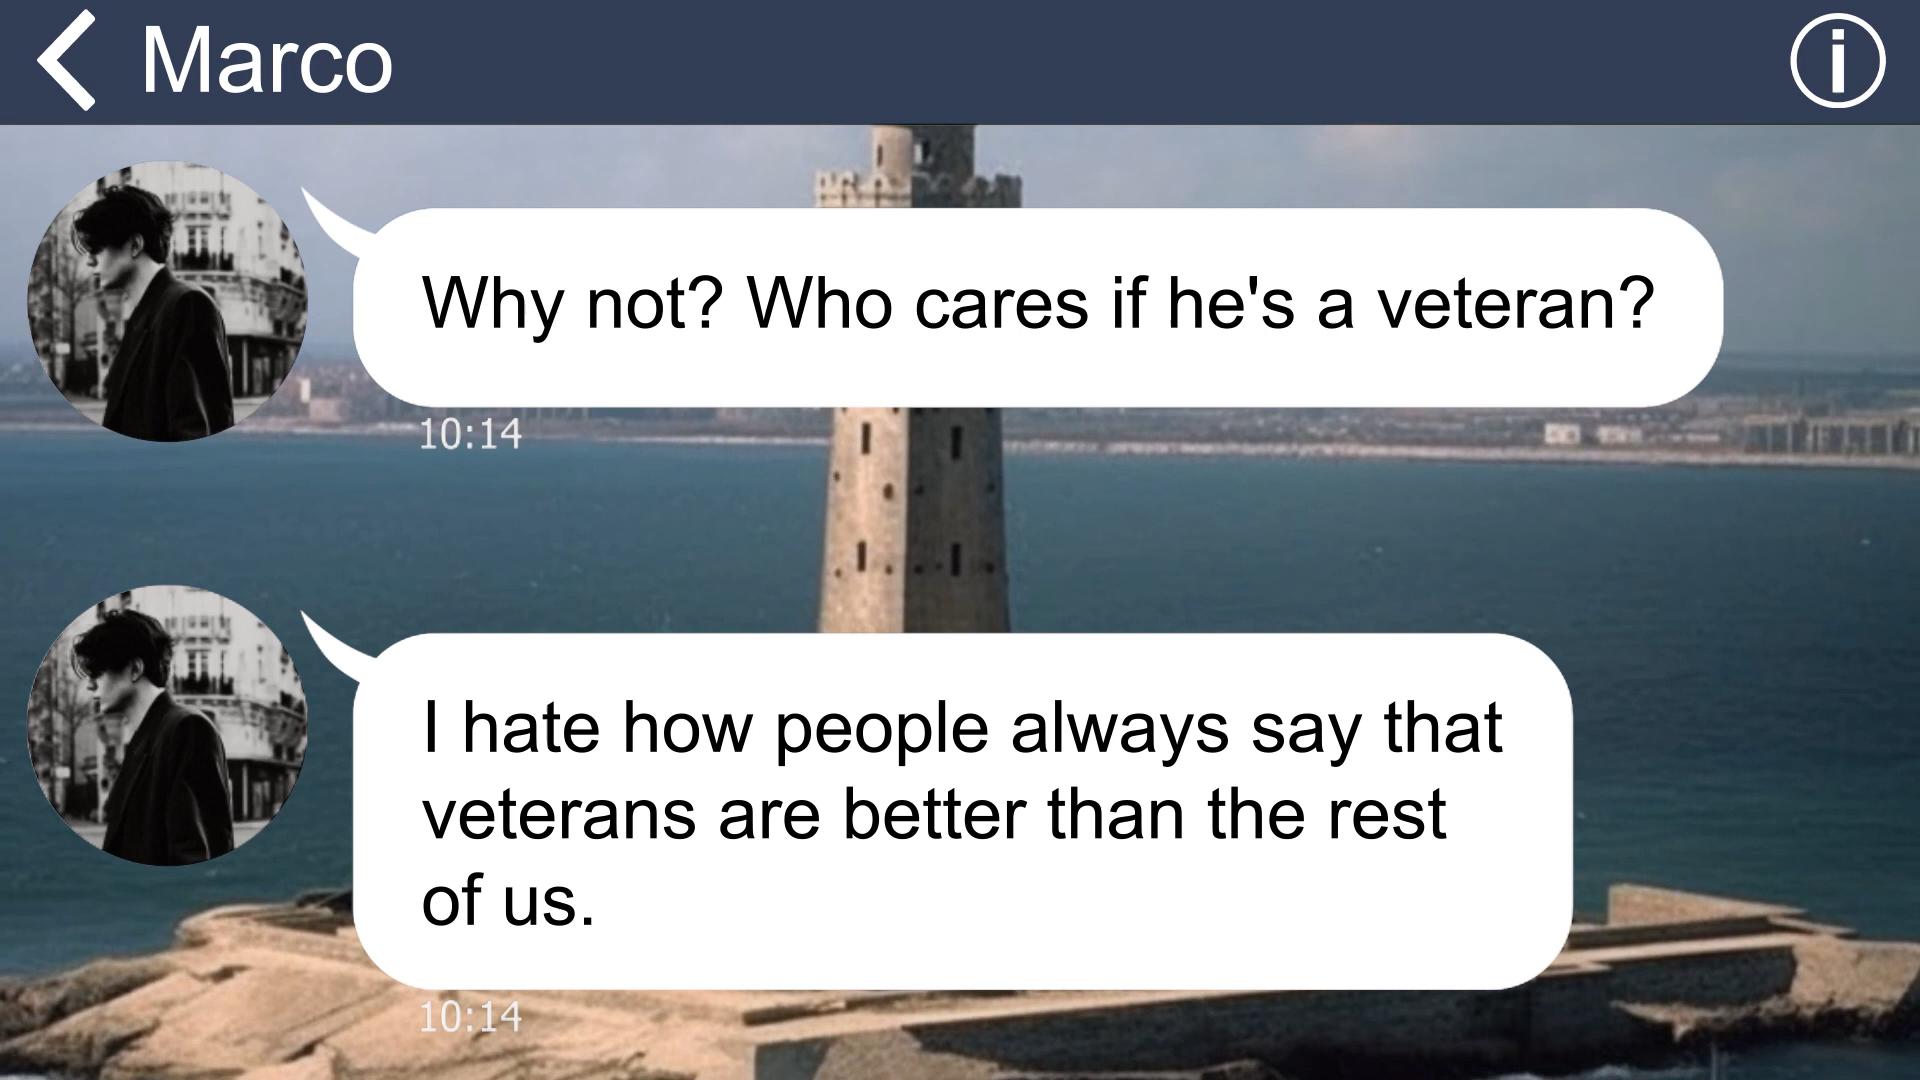 Marco
Why not? Who cares if he's a veteran?
10:14
I hate how people always say that
veterans are better than the rest
of us.
10:14